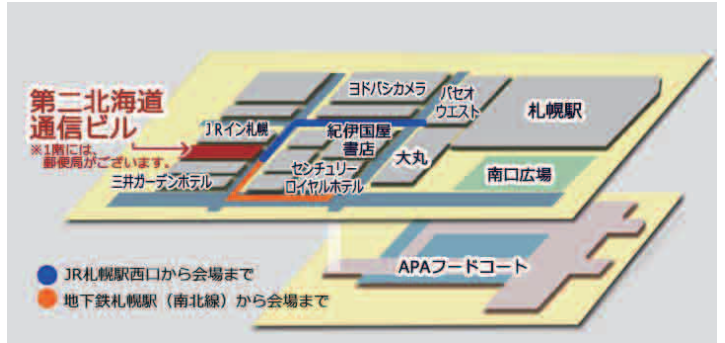 第二北海道
通信ビル
※1階には、
郵便局がございます。
ヨドバシカメラ
パセオ
ウエスト
札幌駅
JRイン札幌
紀伊国屋
書店
大丸
三井ガーデンホテル
センチュリー
ロイヤルホテル
南口広場
APAフードコート
JR札幌駅西口から会場まで
地下鉄札幌駅（南北線）から会場まで